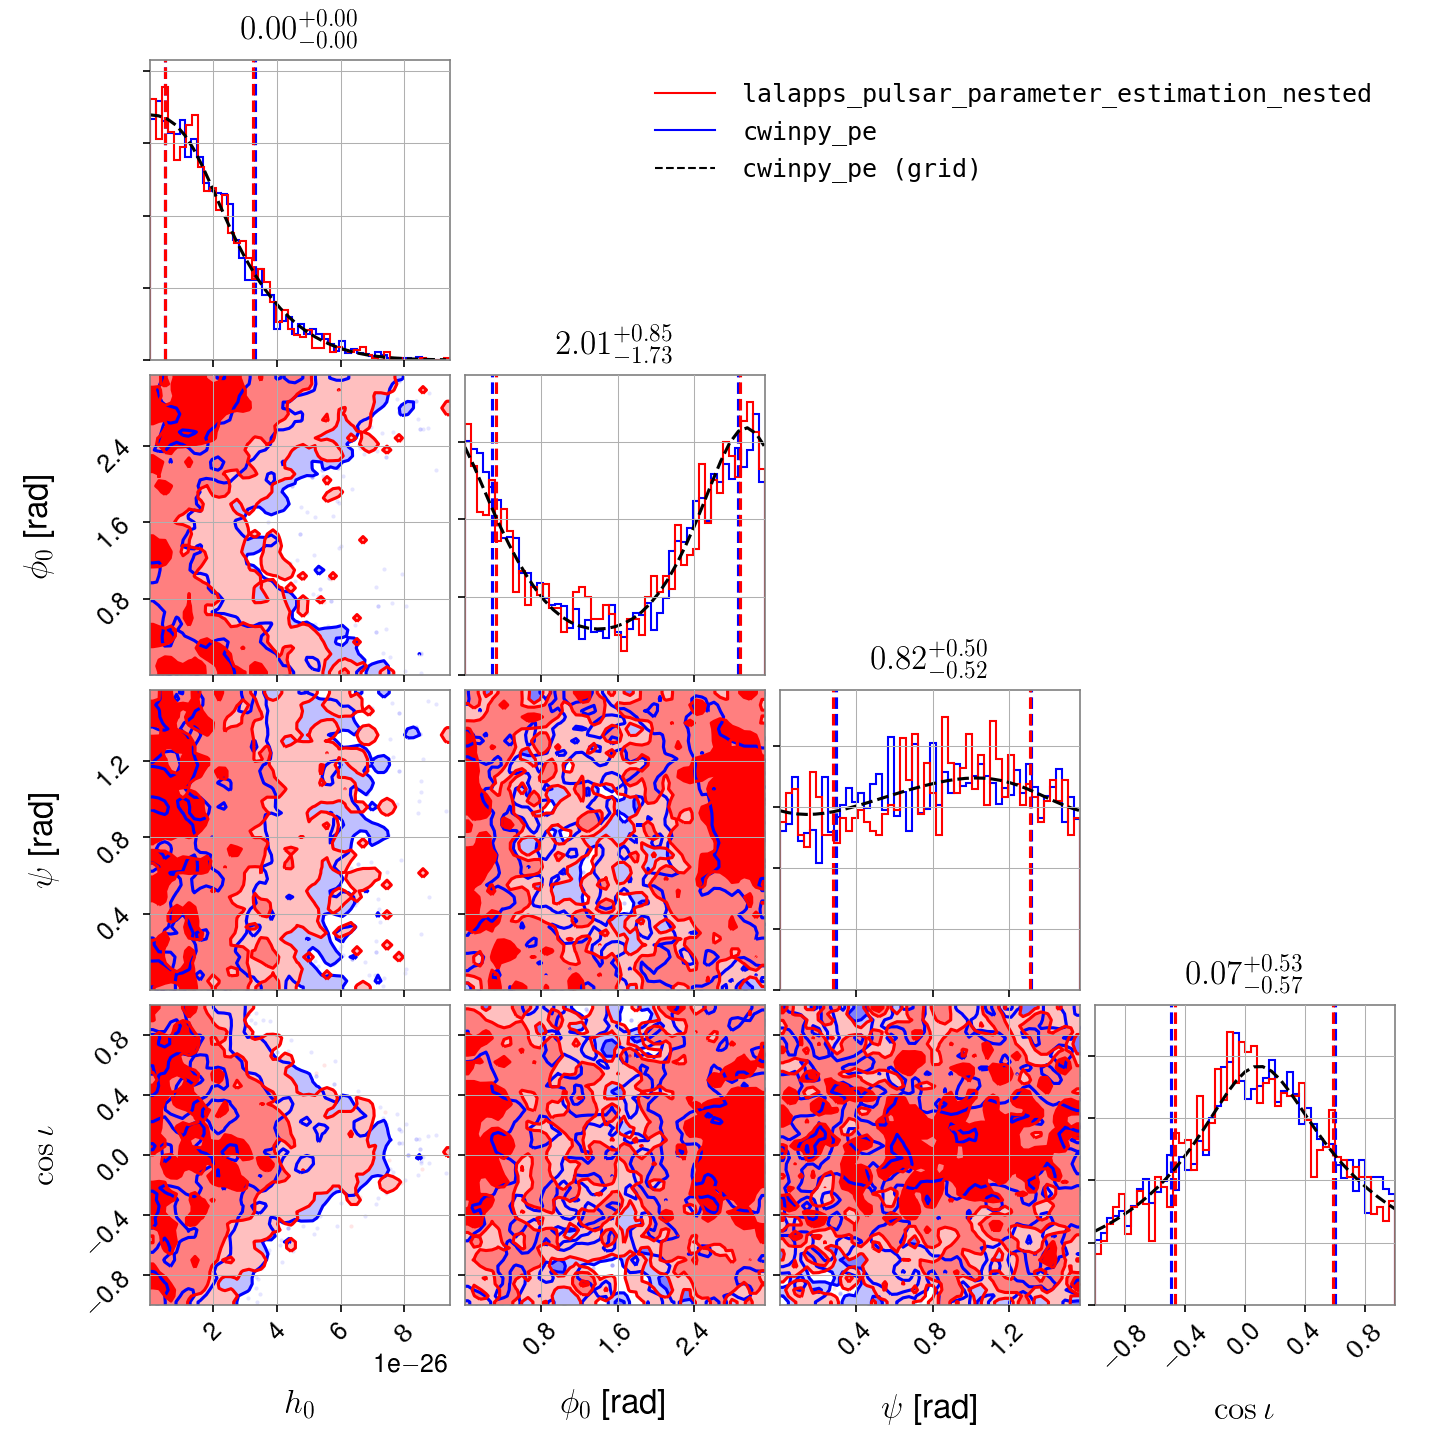 0.00+0.00−0.00
lalapps_pulsar_parameter_estimation_nested
cwinpy_pe
cwinpy_pe (grid)
2.01+0.85−1.73
ϕ0 [rad]
2.4
1.6
0.8
0.82+0.50−0.52
ψ [rad]
1.2
0.8
0.4
0.07+0.53−0.57
cos ι
0.8
0.4
0.0
−0.4
−0.8
2 4 6 8 0.8 1.6 2.4 0.4 0.8 1.2 −0.8 −0.4 0.0 0.4 0.8
1e−26
h0 ϕ0 [rad] ψ [rad] cos ι